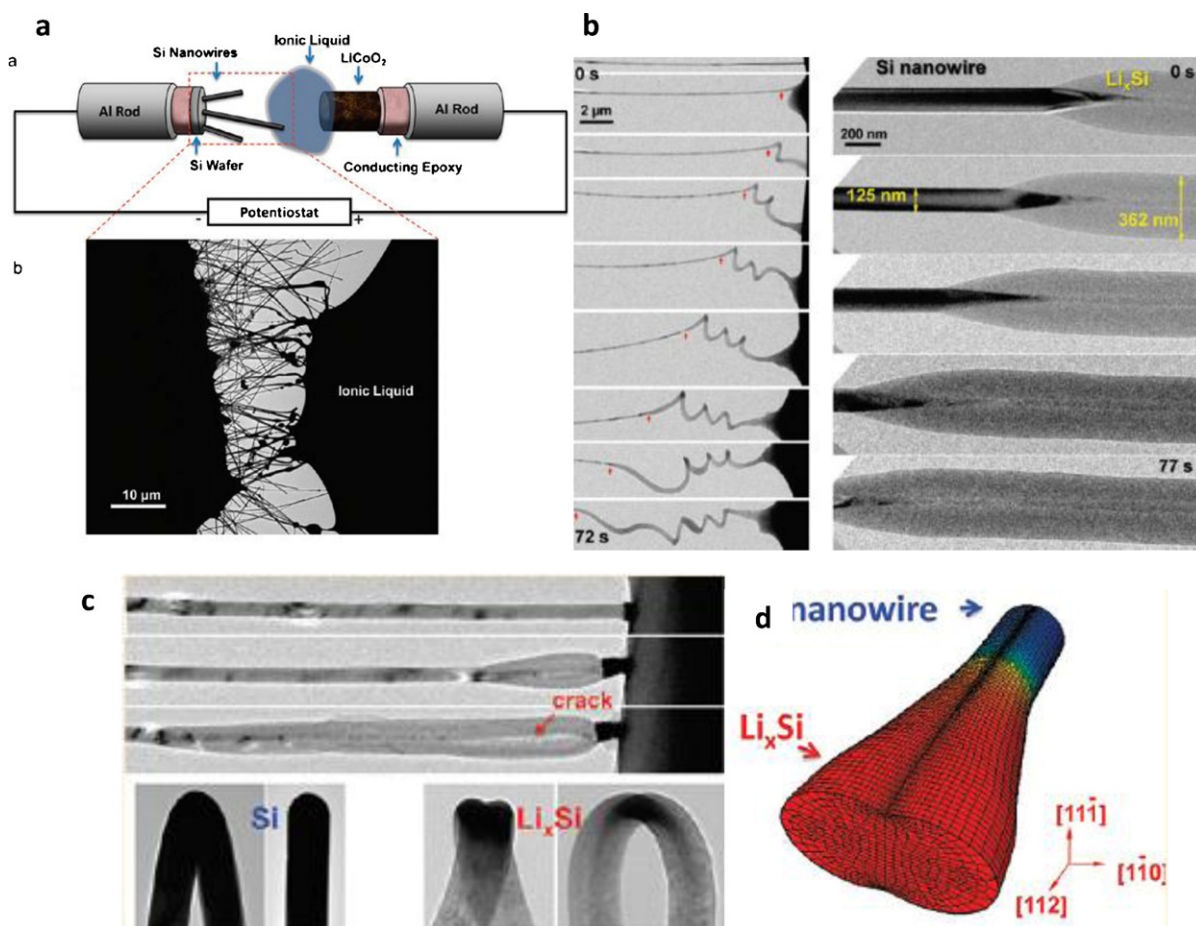 a
a
Si Nanowires
Ionic Liquid
LiCoO₂
Al Rod
Al Rod
Si Wafer
Conducting Epoxy
- Potentiostat +
b
Ionic Liquid
10 μm
b
0 s
2 μm
72 s
Si nanowire
LiₓSi
0 s
200 nm
125 nm
362 nm
77 s
c
crack
Si
LiₓSi
d
nanowire
LiₓSi
[111̄]
[11̄0]
[112]